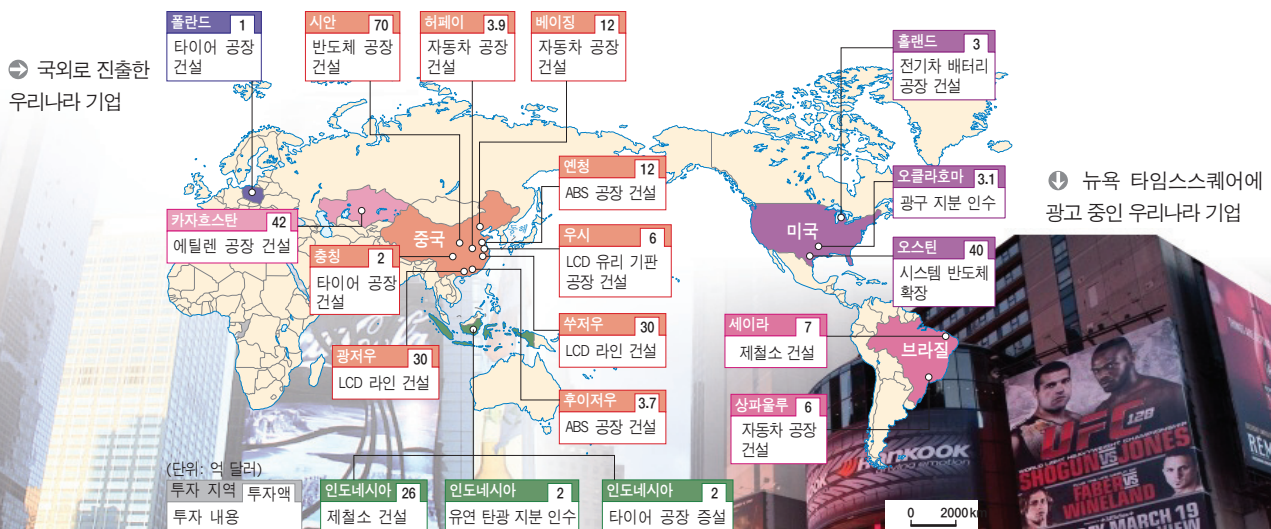 국외로 진출한
우리나라 기업
폴란드 1
타이어 공장
건설
시안 70
반도체 공장
건설
허페이 3.9
자동차 공장
건설
베이징 12
자동차 공장
건설
홀랜드 3
전기차 배터리
공장 건설
옌청 12
ABS 공장 건설
오클라호마 3.1
광구 지분 인수
뉴욕 타임스스퀘어에
광고 중인 우리나라 기업
카자흐스탄 42
에틸렌 공장 건설
중국
동해
미국
우시 6
LCD 유리 기판
공장 건설
충칭 2
타이어 공장
건설
오스틴 40
시스템 반도체
확장
쑤저우 30
LCD 라인 건설
세이라 7
제철소 건설
브라질
광저우 30
LCD 라인 건설
후이저우 3.7
ABS 공장 건설
상파울루 6
자동차 공장
건설
(단위: 억 달러)
투자 지역 투자액
투자 내용
인도네시아 26
제철소 건설
인도네시아 2
유연 탄광 지분 인수
인도네시아 2
타이어 공장 증설
0 2000km
HANKOOK
driving emotion
UFC 128
WORLD LIGHT HEAVYWEIGHT CHAMPIONSHIP
SHOGUN VS JONES
FABER VS
WINELAND
MARCH 19